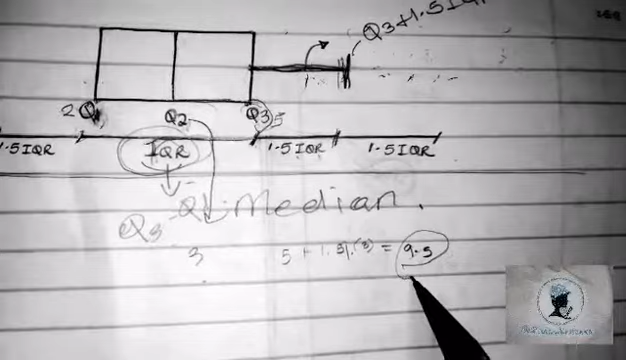 Q3+1.5IQR
2 Q Q2 Q3 5
1.5IQR IQR 1.5IQR 1.5IQR
Q3 - Q1 Median.
3 5 + 1.5(3) = 9.5